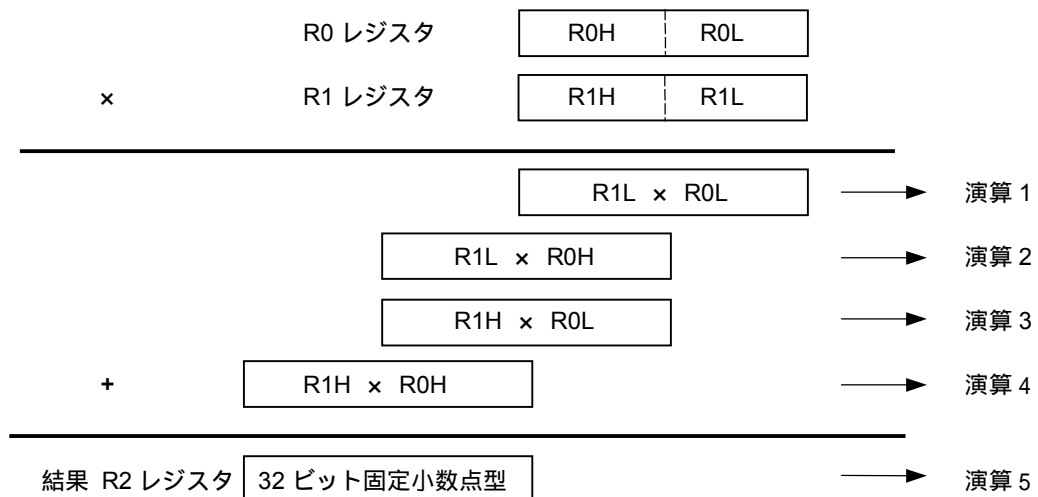 R0 レジスタ R0H R0L
× R1 レジスタ R1H R1L
R1L × R0L 演算 1
R1L × R0H 演算 2
R1H × R0L 演算 3
+ R1H × R0H 演算 4
結果 R2 レジスタ 32 ビット固定小数点型 演算 5